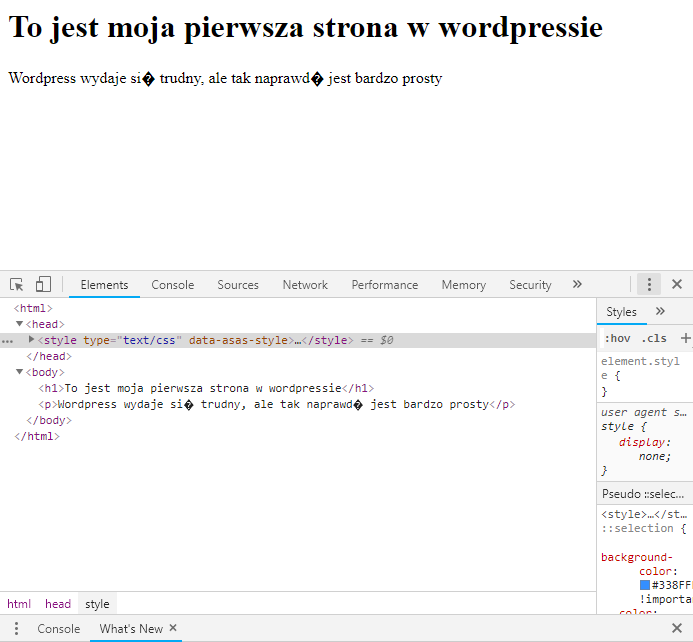 To jest moja pierwsza strona w wordpressie
Wordpress wydaje si� trudny, ale tak naprawd� jest bardzo prosty
Elements Console Sources Network Performance Memory Security »
<html>
▼<head>
... ▶<style type="text/css" data-asas-style>…</style> == $0
</head>
▼<body>
<h1>To jest moja pierwsza strona w wordpressie</h1>
<p>Wordpress wydaje si� trudny, ale tak naprawd� jest bardzo prosty</p>
</body>
</html>
html head style
Styles »
:hov .cls +
element.styl
e {
}
user agent s…
style {
display:
none;
}
Pseudo ::selec…
<style>…</st…
::selection {
background-
color:
#338FF
!importa
color:
Console What's New ×